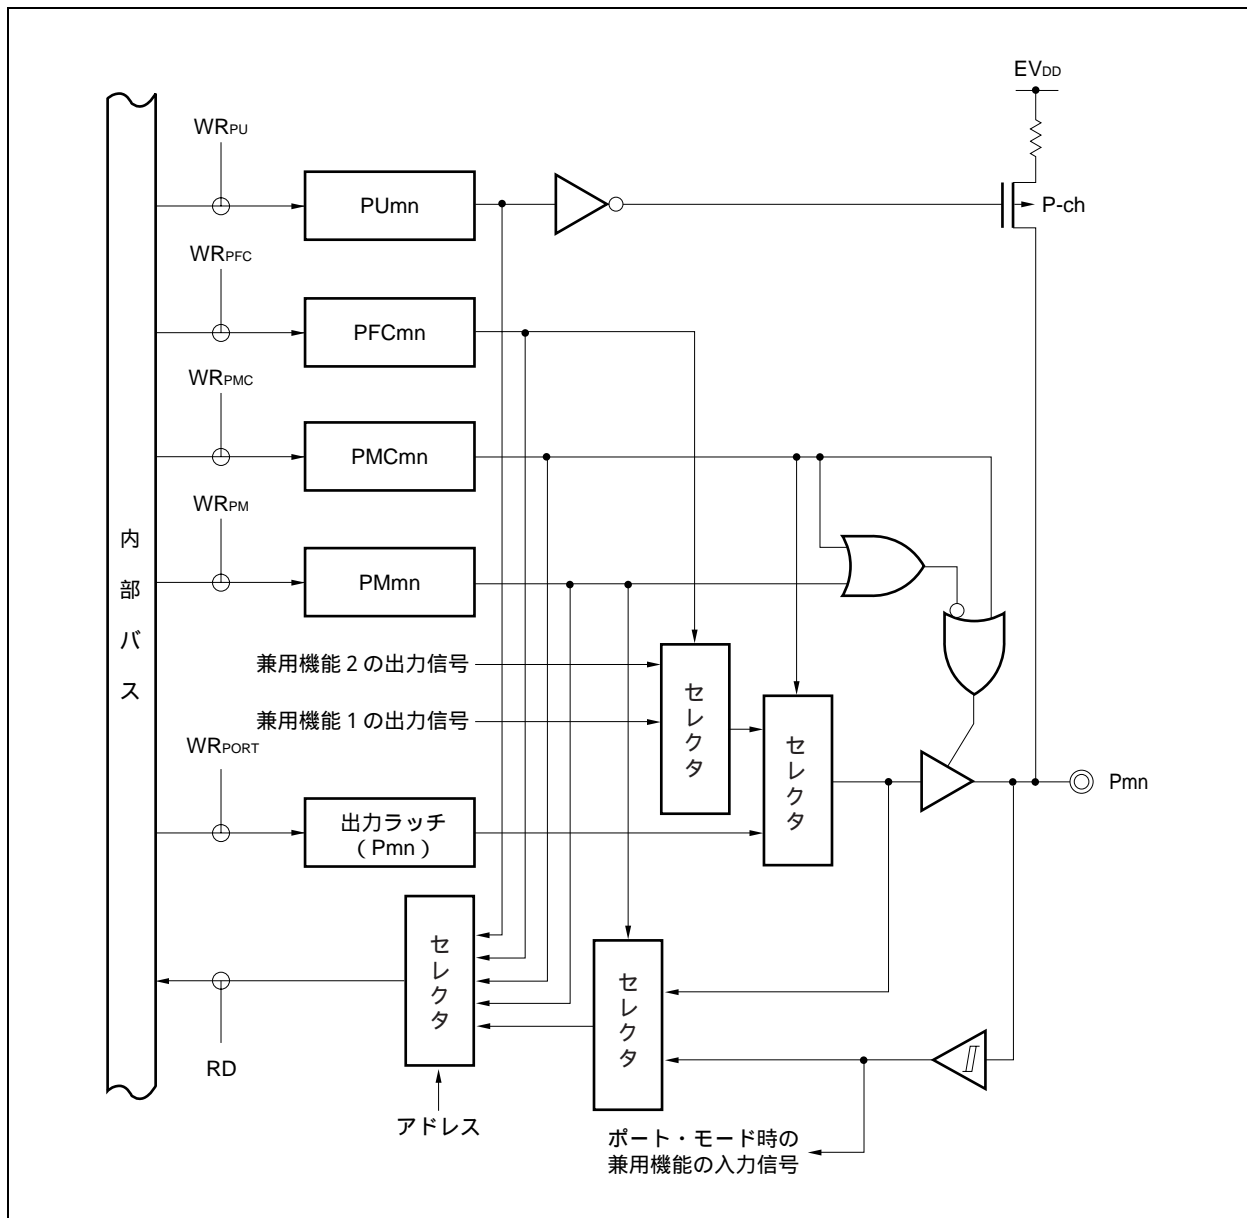 EVDD
WRPU
PUmn
P-ch
WRPFC
PFCmn
WRPMC
PMCmn
WRPM
PMmn
内部バス
兼用機能2の出力信号
兼用機能1の出力信号
セレクタ
セレクタ
WRPORT
出力ラッチ
(Pmn)
Pmn
セレクタ
セレクタ
RD
アドレス
ポート・モード時の
兼用機能の入力信号